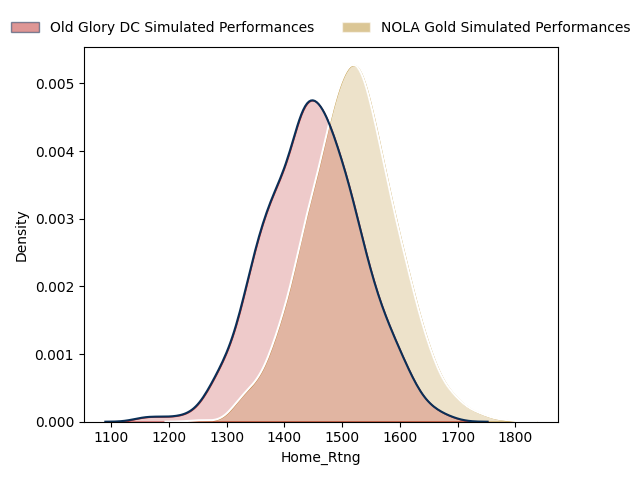 Old Glory DC Simulated Performances NOLA Gold Simulated Performances
0.005
0.004
0.003
0.002
0.001
0.000
Density
1100 1200 1300 1400 1500 1600 1700 1800
Home_Rtng